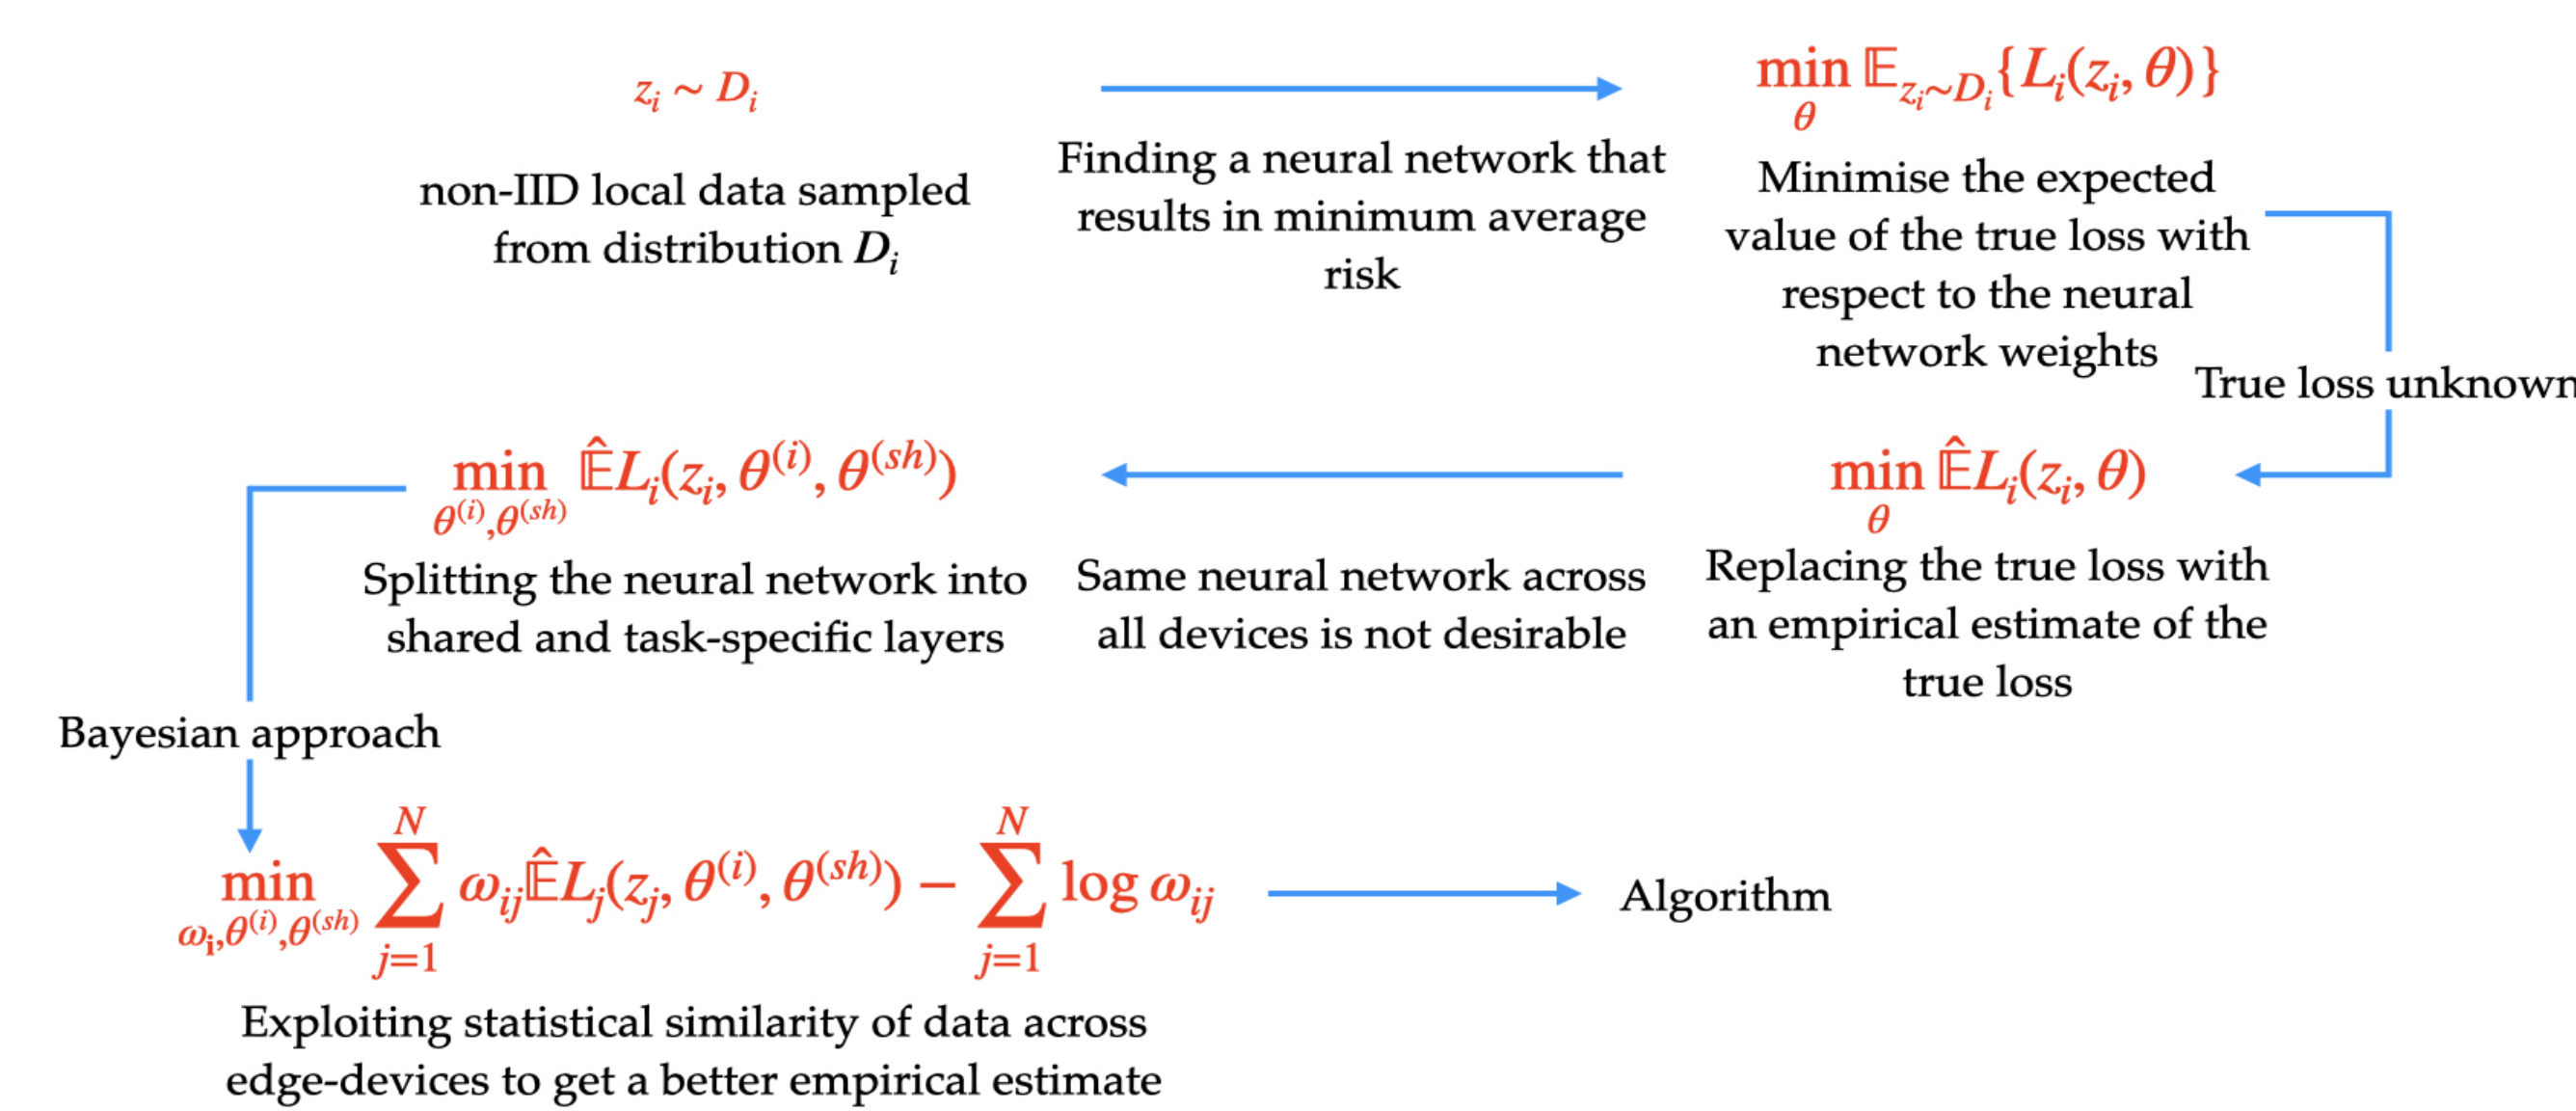 z_i ∼ D_i
non-IID local data sampled
from distribution D_i
Finding a neural network that
results in minimum average
risk
min_θ 𝔼_{z_i∼D_i}{L_i(z_i, θ)}
Minimise the expected
value of the true loss with
respect to the neural
network weights
True loss unknown
min_θ 𝔼̂L_i(z_i, θ)
Replacing the true loss with
an empirical estimate of the
true loss
Same neural network across
all devices is not desirable
min_{θ^{(i)},θ^{(sh)}} 𝔼̂L_i(z_i, θ^{(i)}, θ^{(sh)})
Splitting the neural network into
shared and task-specific layers
Bayesian approach
min_{ω_i,θ^{(i)},θ^{(sh)}} ∑_{j=1}^{N} ω_{ij}𝔼̂L_j(z_j, θ^{(i)}, θ^{(sh)}) − ∑_{j=1}^{N} log ω_{ij}
Exploiting statistical similarity of data across
edge-devices to get a better empirical estimate
Algorithm